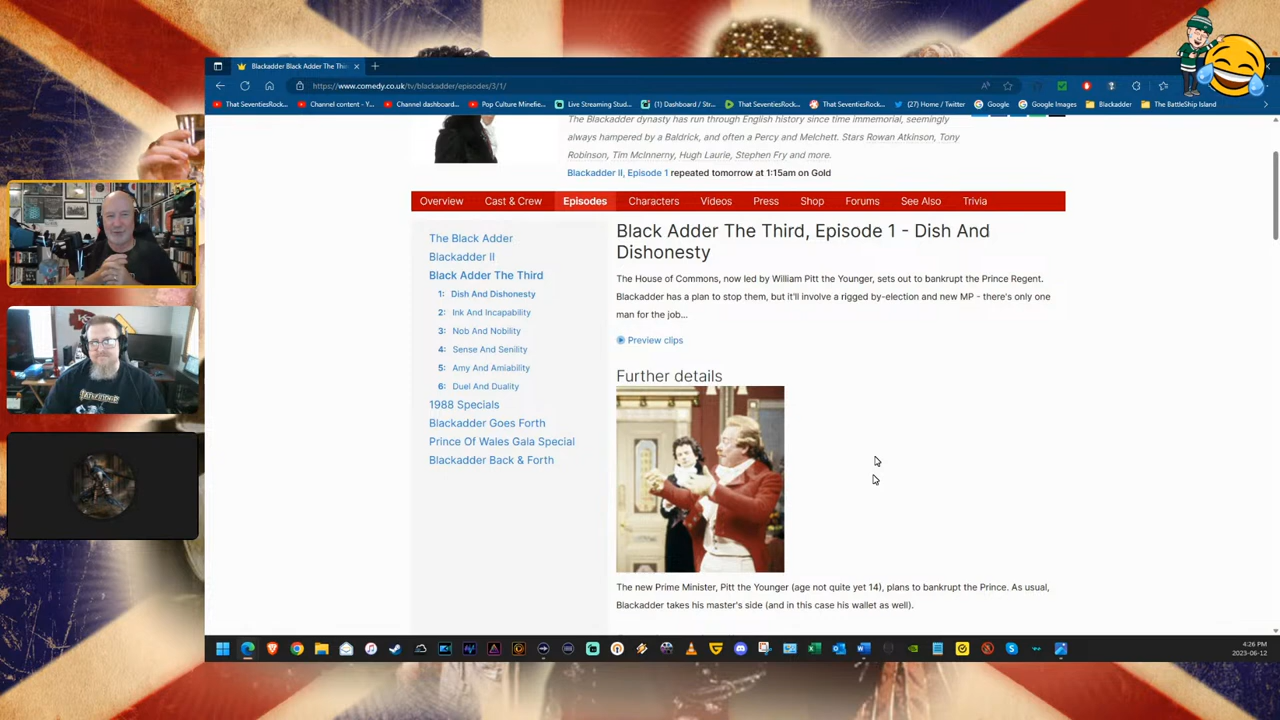 Blackadder Black Adder The Thi
https://www.comedy.co.uk/tv/blackadder/episodes/3/1/
That SeventiesRock... Channel content - Y... Channel dashboard... Pop Culture Minefie... Live Streaming Stud... (1) Dashboard / Str... That SeventiesRock... That SeventiesRock... (2) Home / Twitter Google Google Images Blackadder The BattleShip Island
The Blackadder dynasty has run through English history since time immemorial, seemingly
always hampered by a Baldrick, and often a Percy and Melchett. Stars Rowan Atkinson, Tony
Robinson, Tim McInnerny, Hugh Laurie, Stephen Fry and more.
Blackadder II, Episode 1 repeated tomorrow at 1:15am on Gold
Overview Cast & Crew Episodes Characters Videos Press Shop Forums See Also Trivia
The Black Adder
Blackadder II
Black Adder The Third
1: Dish And Dishonesty
2: Ink And Incapability
3: Nob And Nobility
4: Sense And Senility
5: Amy And Amiability
6: Duel And Duality
1988 Specials
Blackadder Goes Forth
Prince Of Wales Gala Special
Blackadder Back & Forth
Black Adder The Third, Episode 1 - Dish And
Dishonesty
The House of Commons, now led by William Pitt the Younger, sets out to bankrupt the Prince Regent.
Blackadder has a plan to stop them, but it'll involve a rigged by-election and new MP - there's only one
man for the job...
Preview clips
Further details
The new Prime Minister, Pitt the Younger (age not quite yet 14), plans to bankrupt the Prince. As usual,
Blackadder takes his master's side (and in this case his wallet as well).
4:26 PM
2023-06-12